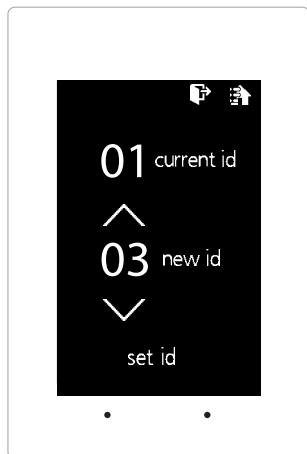 01 current id
03 new id
set id